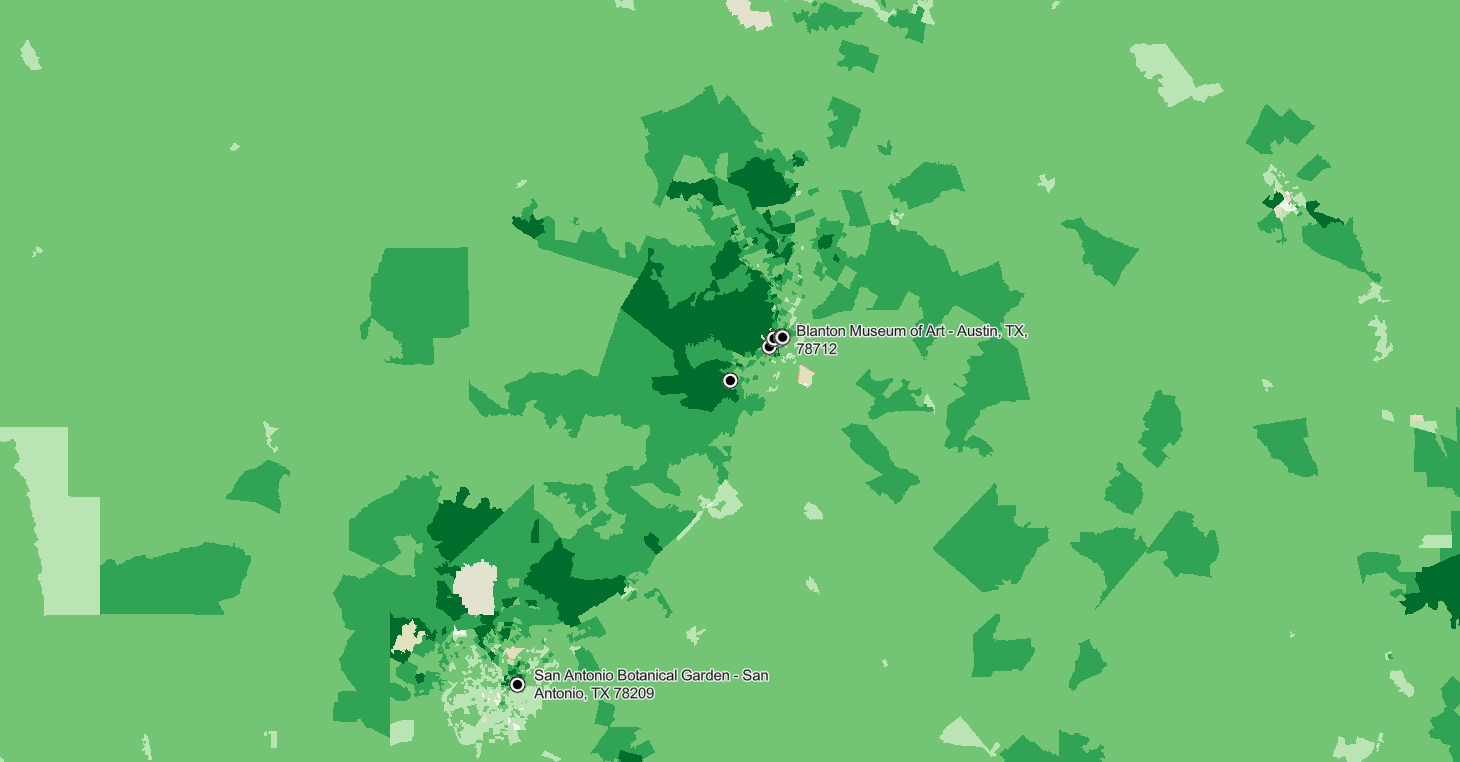 Blanton Museum of Art - Austin, TX,
78712
San Antonio Botanical Garden - San
Antonio, TX 78209